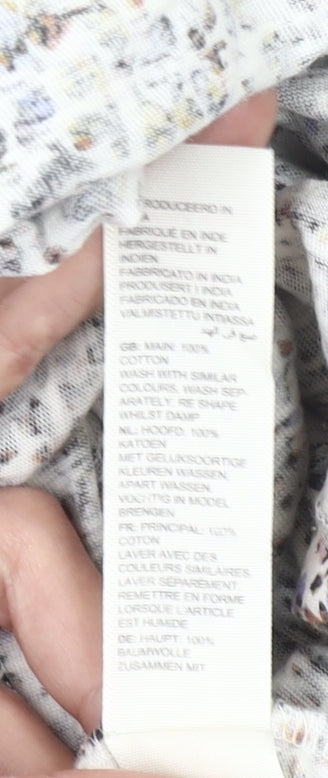 RODUCEERD IN
A
FABRIQUÉ EN INDE
HERGESTELLT IN
INDIEN
FABBRICATO IN INDIA
PRODUSERT I INDIA
FABRICADO EN INDIA
VALMISTETTU INTIASSA
صنع في الهند
GB: MAIN: 100%
COTTON
WASH WITH SIMILAR
COLOURS, WASH SEP-
ARATELY, RE SHAPE
WHILST DAMP
NL: HOOFD: 100%
KATOEN
MET GELIJKSOORTIGE
KLEUREN WASSEN,
APART WASSEN,
VOCHTIG IN MODEL
BRENGEN
FR: PRINCIPAL: 100%
COTON
LAVER AVEC DES
COULEURS SIMILAIRES,
LAVER SÉPARÉMENT,
REMETTRE EN FORME
LORSQUE L'ARTICLE
EST HUMIDE
DE: HAUPT: 100%
BAUMWOLLE
ZUSAMMEN MIT